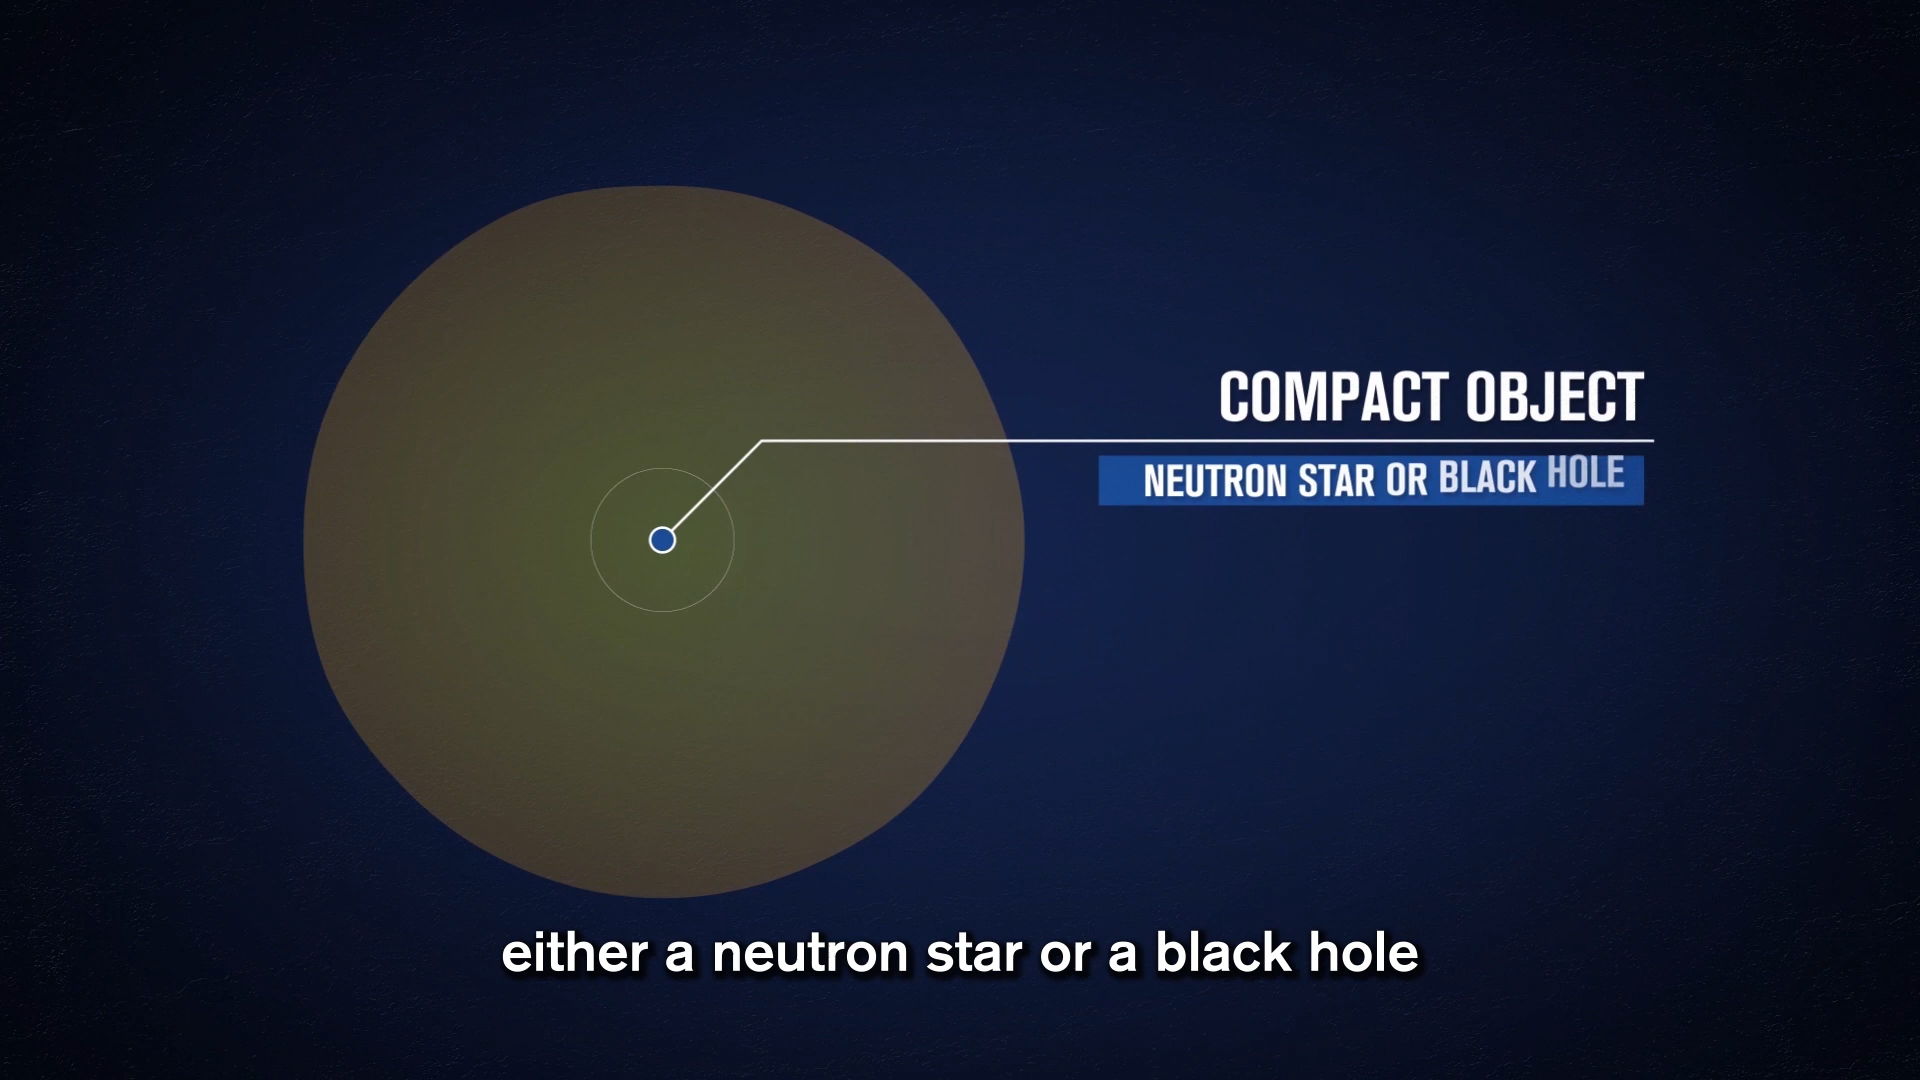 COMPACT OBJECT
NEUTRON STAR OR BLACK HOLE
either a neutron star or a black hole